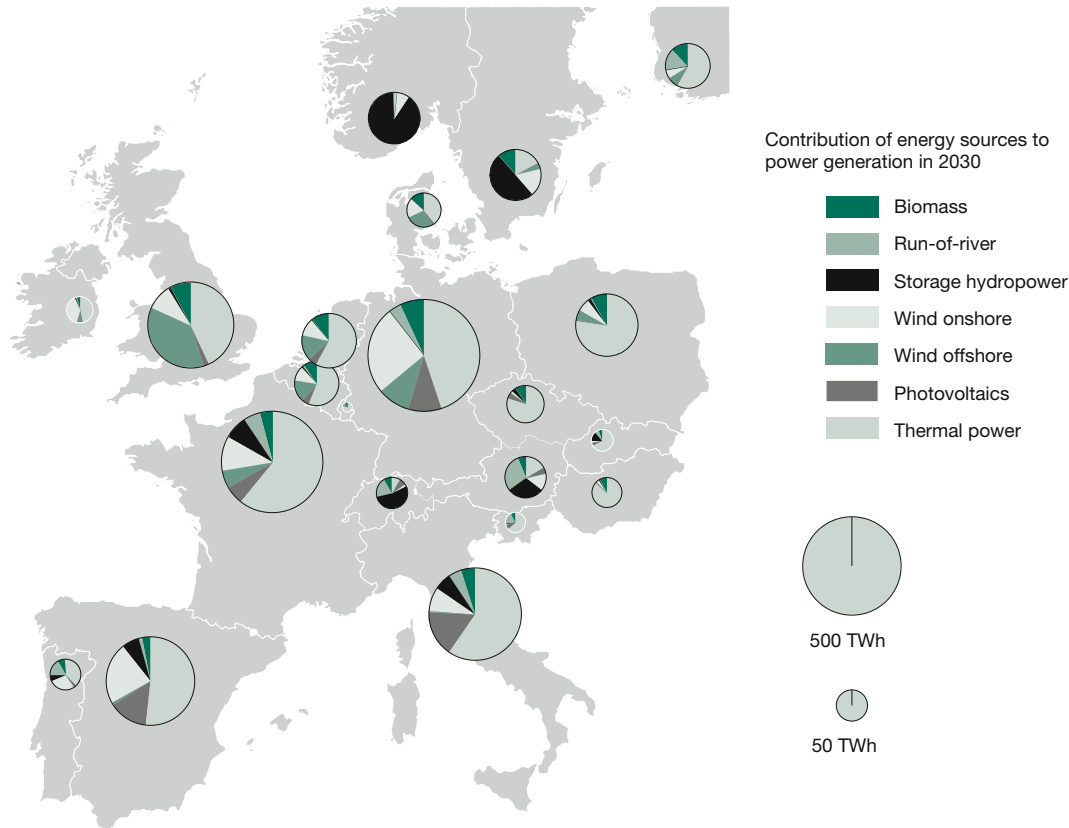 Contribution of energy sources to
power generation in 2030
Biomass
Run-of-river
Storage hydropower
Wind onshore
Wind offshore
Photovoltaics
Thermal power
500 TWh
50 TWh